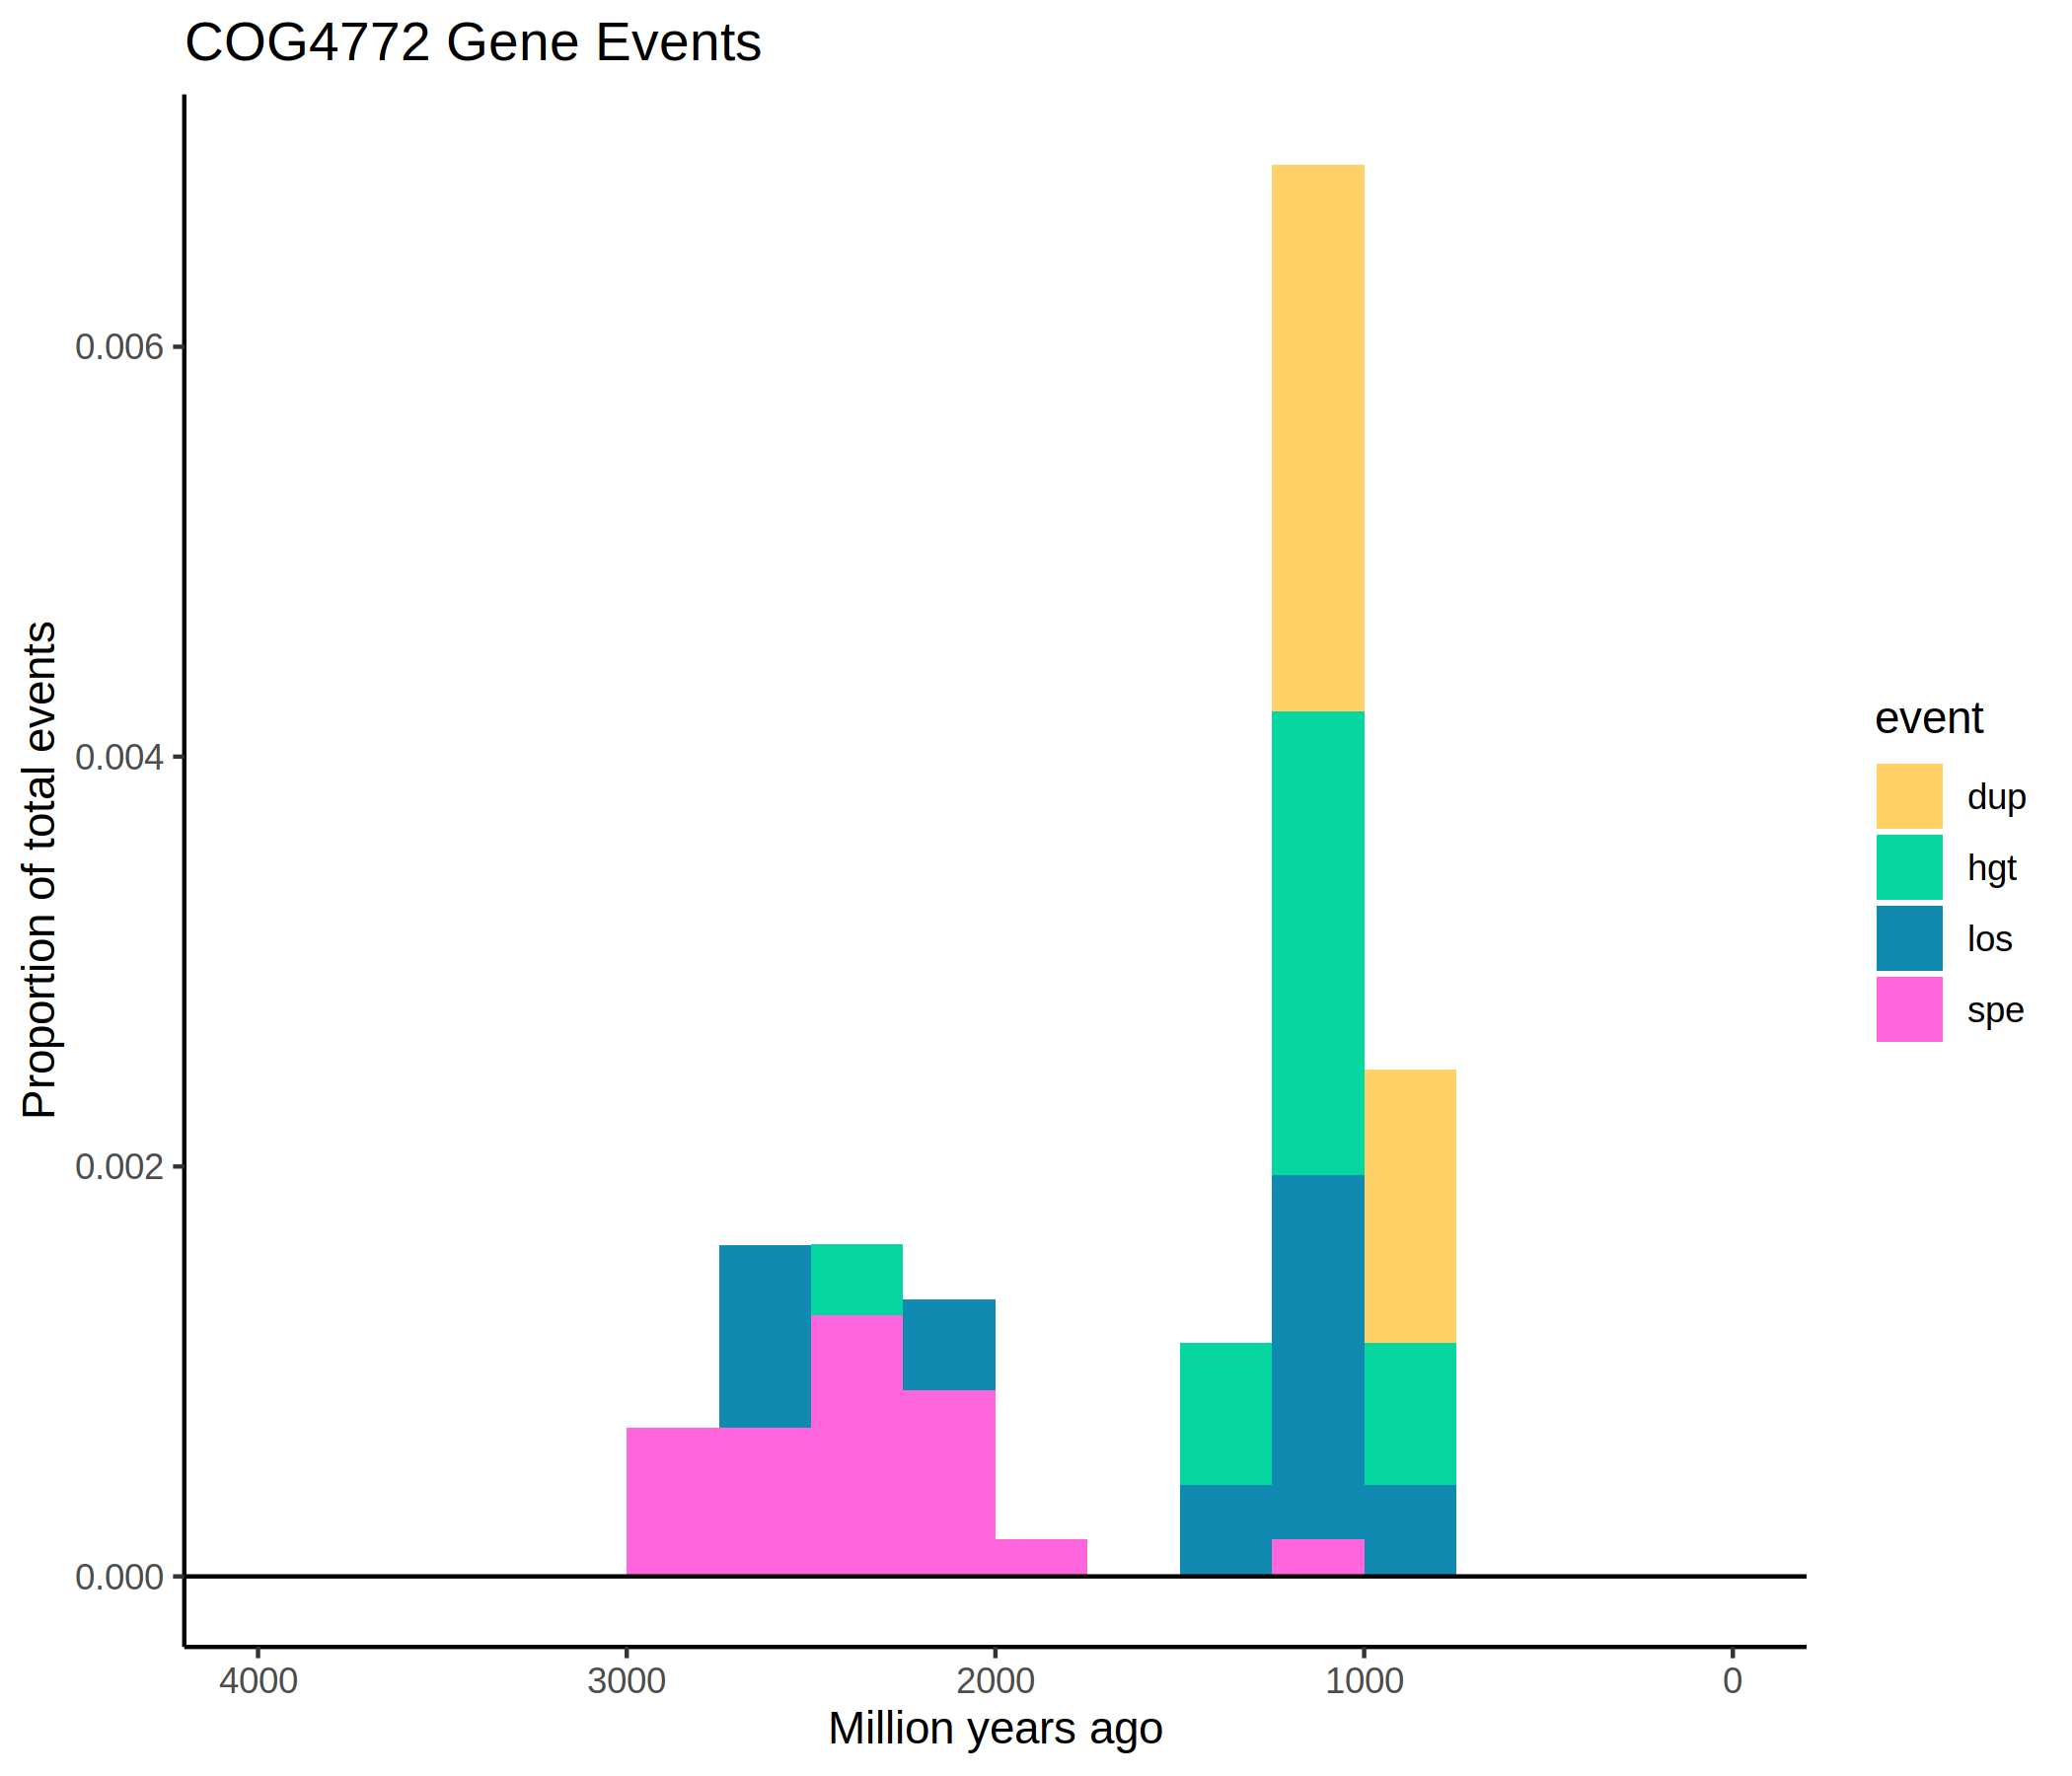 COG4772 Gene Events
Proportion of total events
0.006
0.004
0.002
0.000
4000
3000
2000
1000
0
Million years ago
event
dup
hgt
los
spe